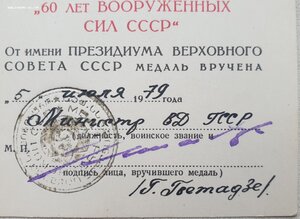 „60 ЛЕТ ВООРУЖЕННЫХ
СИЛ СССР“
От имени ПРЕЗИДИУМА ВЕРХОВНОГО
СОВЕТА СССР МЕДАЛЬ ВРУЧЕНА
„5 июля 1979 года
Министр ВД ГССР
(должность, воинское звание и
М. П.
подпись лица, вручившего медаль)
/Г. Гветадзе/